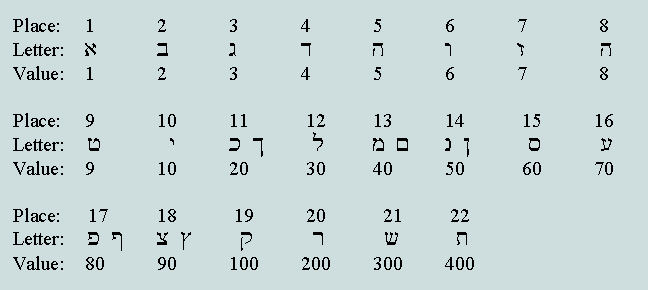 Place: 1 2 3 4 5 6 7 8
Letter: א ב ג ד ה ו ז ה
Value: 1 2 3 4 5 6 7 8
Place: 9 10 11 12 13 14 15 16
Letter: ט י כ ך ל מ ם נ ן ס ע
Value: 9 10 20 30 40 50 60 70
Place: 17 18 19 20 21 22
Letter: פ ף צ ץ ק ר ש ת
Value: 80 90 100 200 300 400